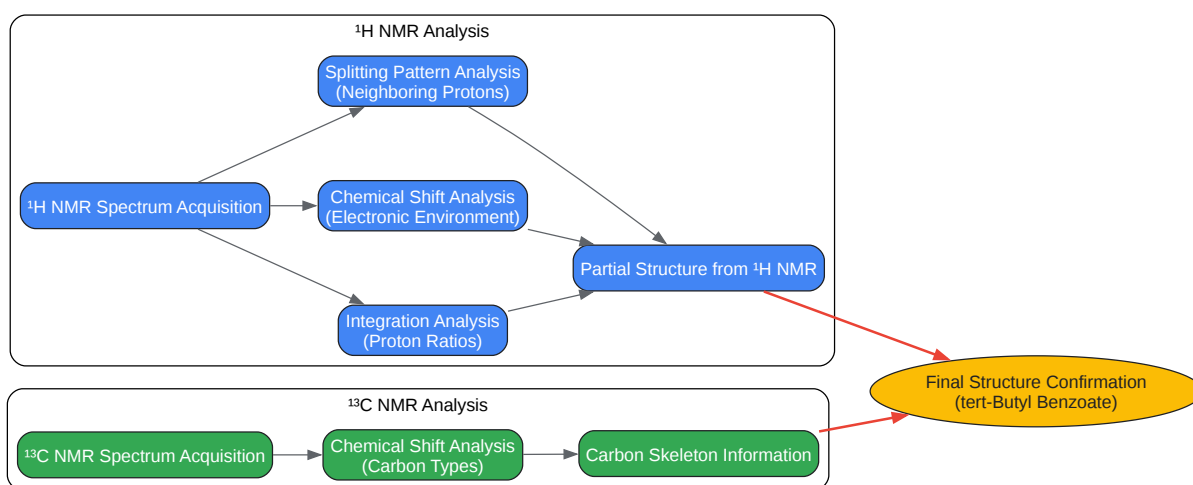 ¹H NMR Analysis
Splitting Pattern Analysis
(Neighboring Protons)
¹H NMR Spectrum Acquisition
Chemical Shift Analysis
(Electronic Environment)
Partial Structure from ¹H NMR
Integration Analysis
(Proton Ratios)
Final Structure Confirmation
(tert-Butyl Benzoate)
¹³C NMR Analysis
¹³C NMR Spectrum Acquisition
Chemical Shift Analysis
(Carbon Types)
Carbon Skeleton Information